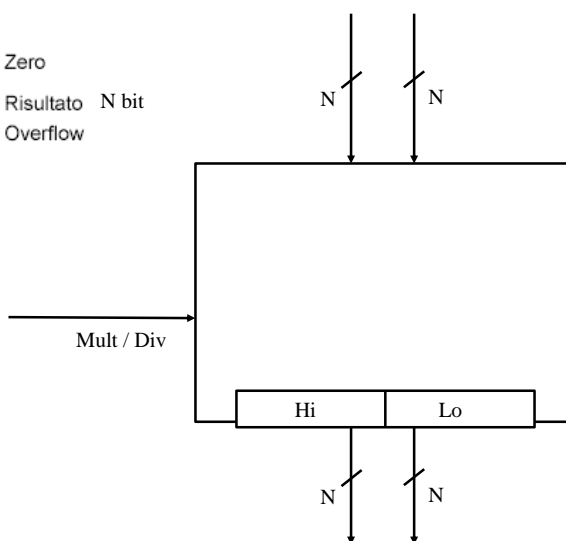 Zero
Risultato N bit
Overflow
N N
Mult / Div
Hi Lo
N N